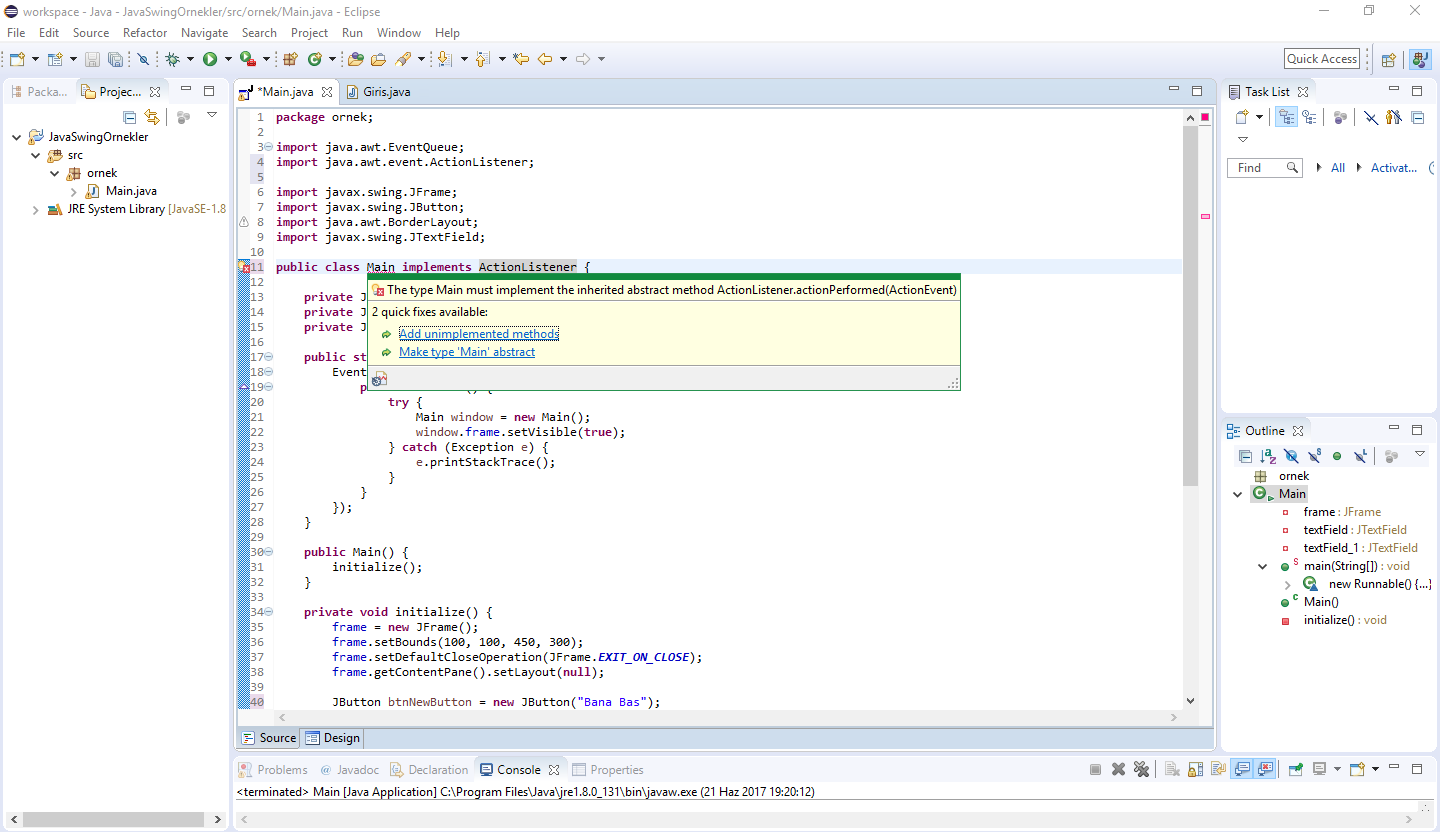 workspace - Java - JavaSwingOrnekler/src/ornek/Main.java - Eclipse
File Edit Source Refactor Navigate Search Project Run Window Help
Quick Access
Packa...
Projec...
JavaSwingOrnekler
src
ornek
Main.java
JRE System Library [JavaSE-1.8
*Main.java
Giris.java
1 package ornek;
2
3 import java.awt.EventQueue;
4 import java.awt.event.ActionListener;
5
6 import javax.swing.JFrame;
7 import javax.swing.JButton;
8 import java.awt.BorderLayout;
9 import javax.swing.JTextField;
10
11 public class Main implements ActionListener {
12
13 private J
14 private J
15 private J
16
17 public st
18 Event
19 p
The type Main must implement the inherited abstract method ActionListener.actionPerformed(ActionEvent)
2 quick fixes available:
Add unimplemented methods
Make type 'Main' abstract
20 try {
21 Main window = new Main();
22 window.frame.setVisible(true);
23 } catch (Exception e) {
24 e.printStackTrace();
25 }
26 }
27 });
28 }
29
30 public Main() {
31 initialize();
32 }
33
34 private void initialize() {
35 frame = new JFrame();
36 frame.setBounds(100, 100, 450, 300);
37 frame.setDefaultCloseOperation(JFrame.EXIT_ON_CLOSE);
38 frame.getContentPane().setLayout(null);
39
40 JButton btnNewButton = new JButton("Bana Bas");
Source Design
Task List
Find All Activat...
Outline
ornek
Main
frame : JFrame
textField : JTextField
textField_1 : JTextField
main(String[]) : void
new Runnable() {...}
Main()
initialize() : void
Problems @ Javadoc Declaration Console Properties
<terminated> Main [Java Application] C:\Program Files\Java\jre1.8.0_131\bin\javaw.exe (21 Haz 2017 19:20:12)